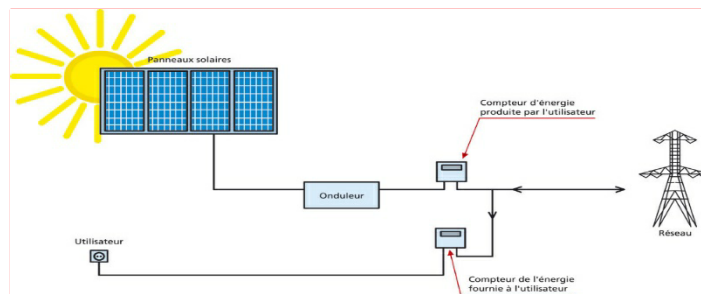 Panneaux solaires
Compteur d'énergie
produite par l'utilisateur
Onduleur
Réseau
Utilisateur
Compteur de l'énergie
fournie à l'utilisateur